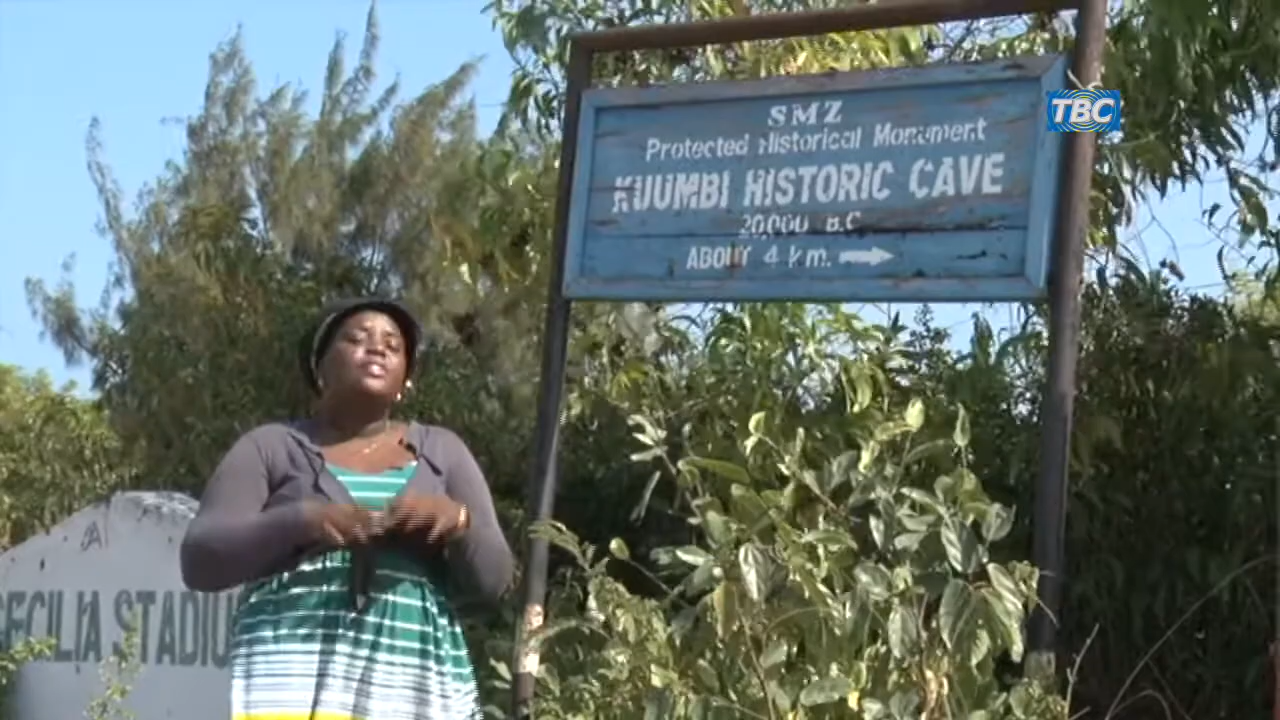 TBC
SMZ
Protected Historical Monument
KUUMBI HISTORIC CAVE
20,000 B.C
ABOUT 4 km.
CECILIA STADIU